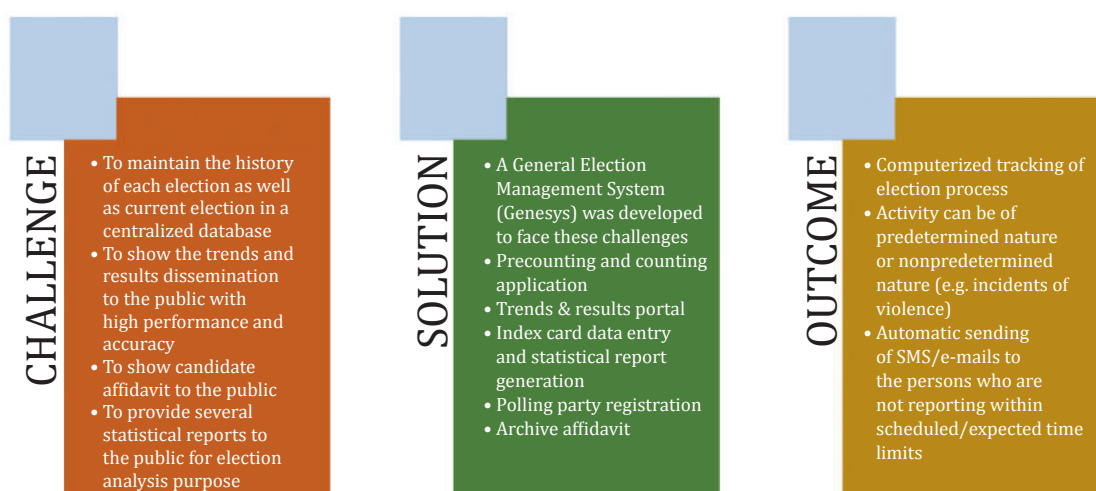 CHALLENGE
• To maintain the history
of each election as well
as current election in a
centralized database
• To show the trends and
results dissemination
to the public with
high performance and
accuracy
• To show candidate
affidavit to the public
• To provide several
statistical reports to
the public for election
analysis purpose
SOLUTION
• A General Election
Management System
(Genesys) was developed
to face these challenges
• Precounting and counting
application
• Trends & results portal
• Index card data entry
and statistical report
generation
• Polling party registration
• Archive affidavit
OUTCOME
• Computerized tracking of
election process
• Activity can be of
predetermined nature
or nonpredetermined
nature (e.g. incidents of
violence)
• Automatic sending
of SMS/e-mails to
the persons who are
not reporting within
scheduled/expected time
limits